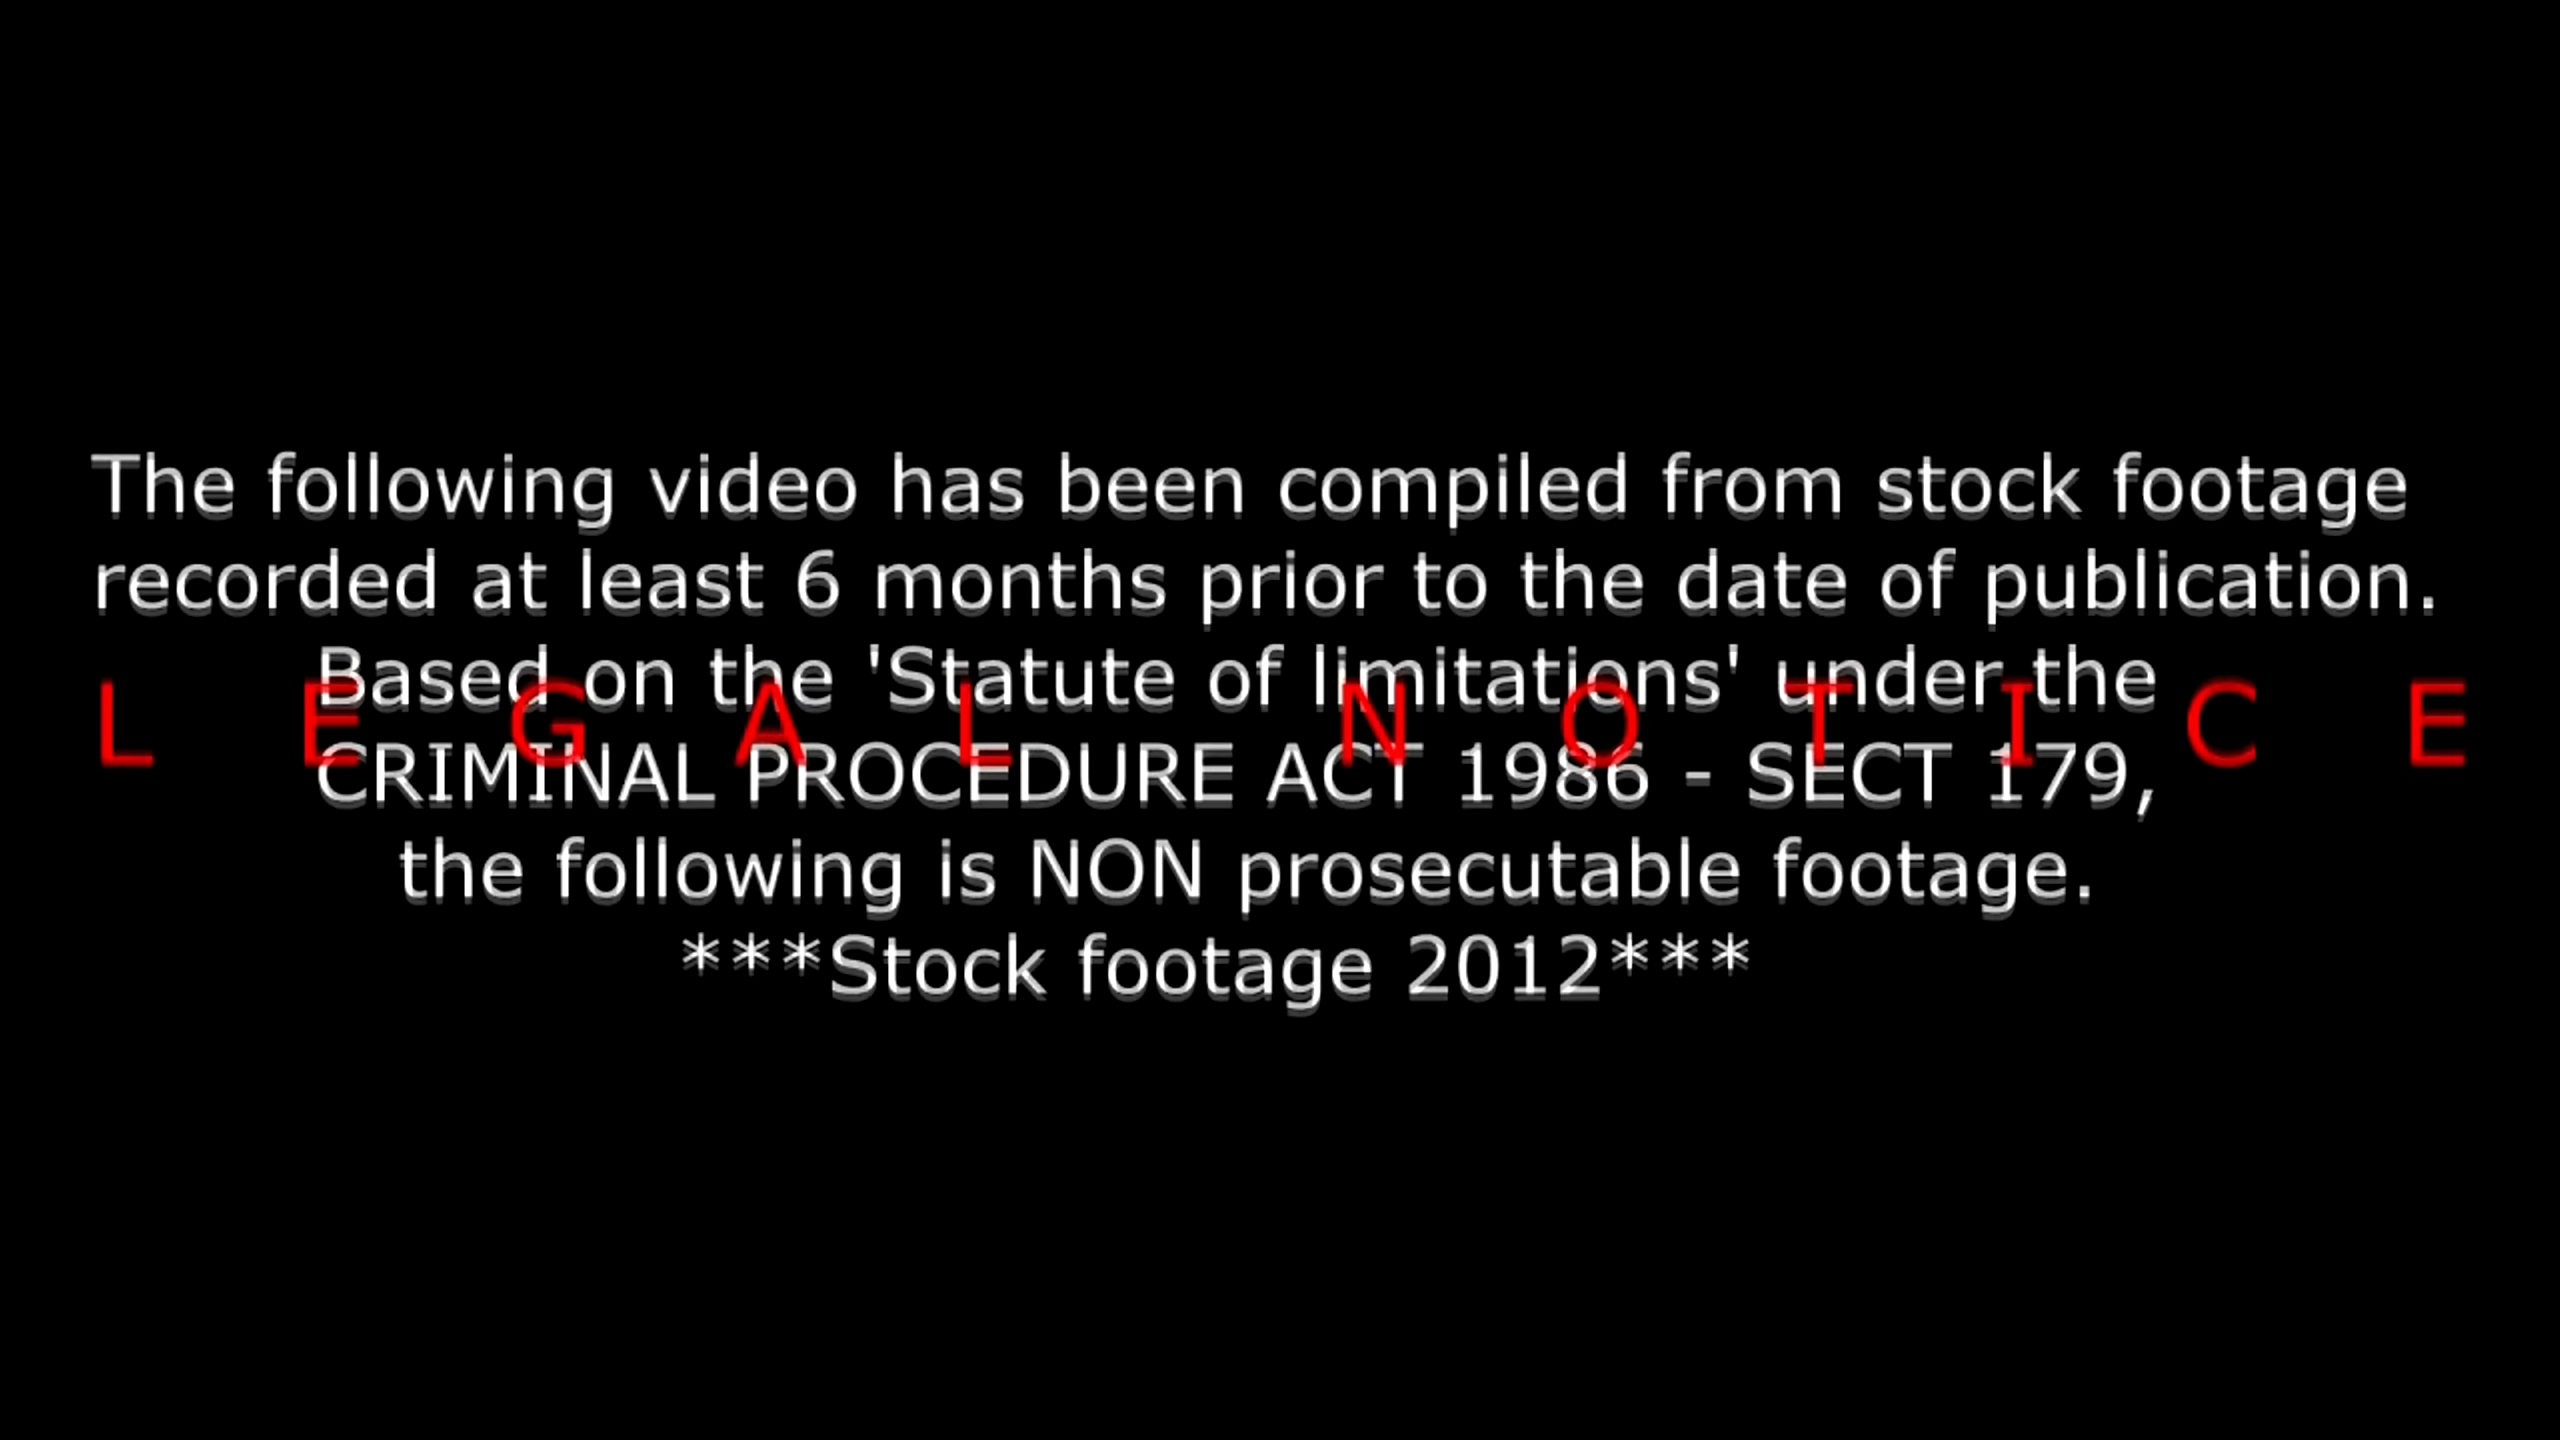 The following video has been compiled from stock footage
recorded at least 6 months prior to the date of publication.
Based on the 'Statute of limitations' under the
L E G A L N O T I C E
CRIMINAL PROCEDURE ACT 1986 - SECT 179,
the following is NON prosecutable footage.
***Stock footage 2012***